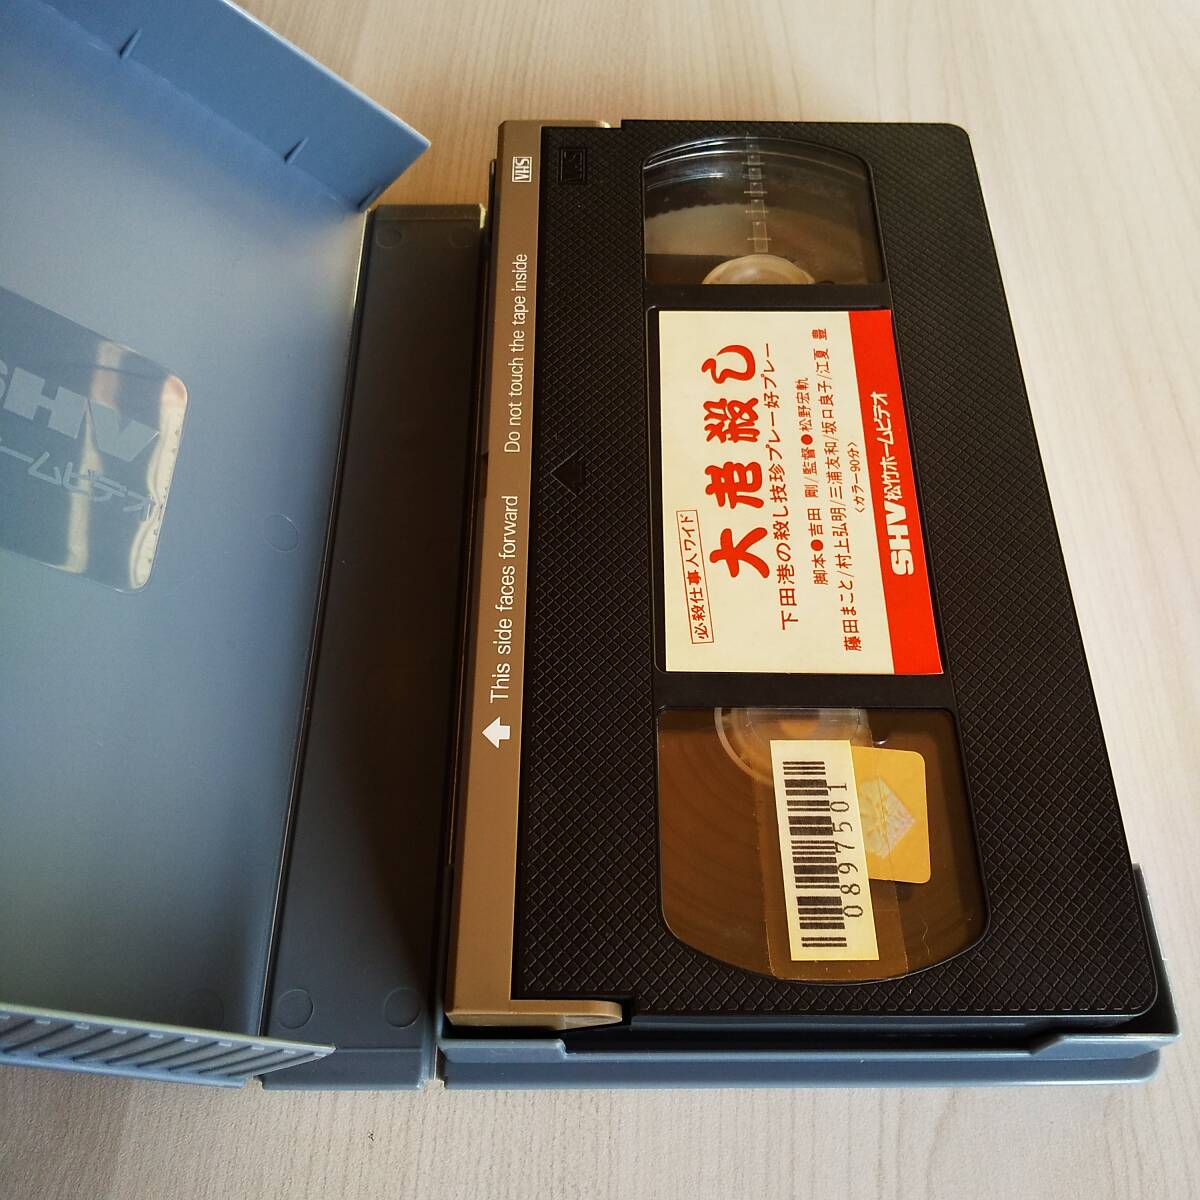 SHV
ームビデオ
VHS
This side faces forward Do not touch the tape inside
必殺仕事人ワイド
大老殺し
下田港の殺し技珍プレー好プレー
脚本●吉田 剛/監督●松野宏軌
藤田まこと/村上弘明/三浦友和/坂口良子/江夏 豊
〈カラー90分〉
SHV松竹ホームビデオ
0897501